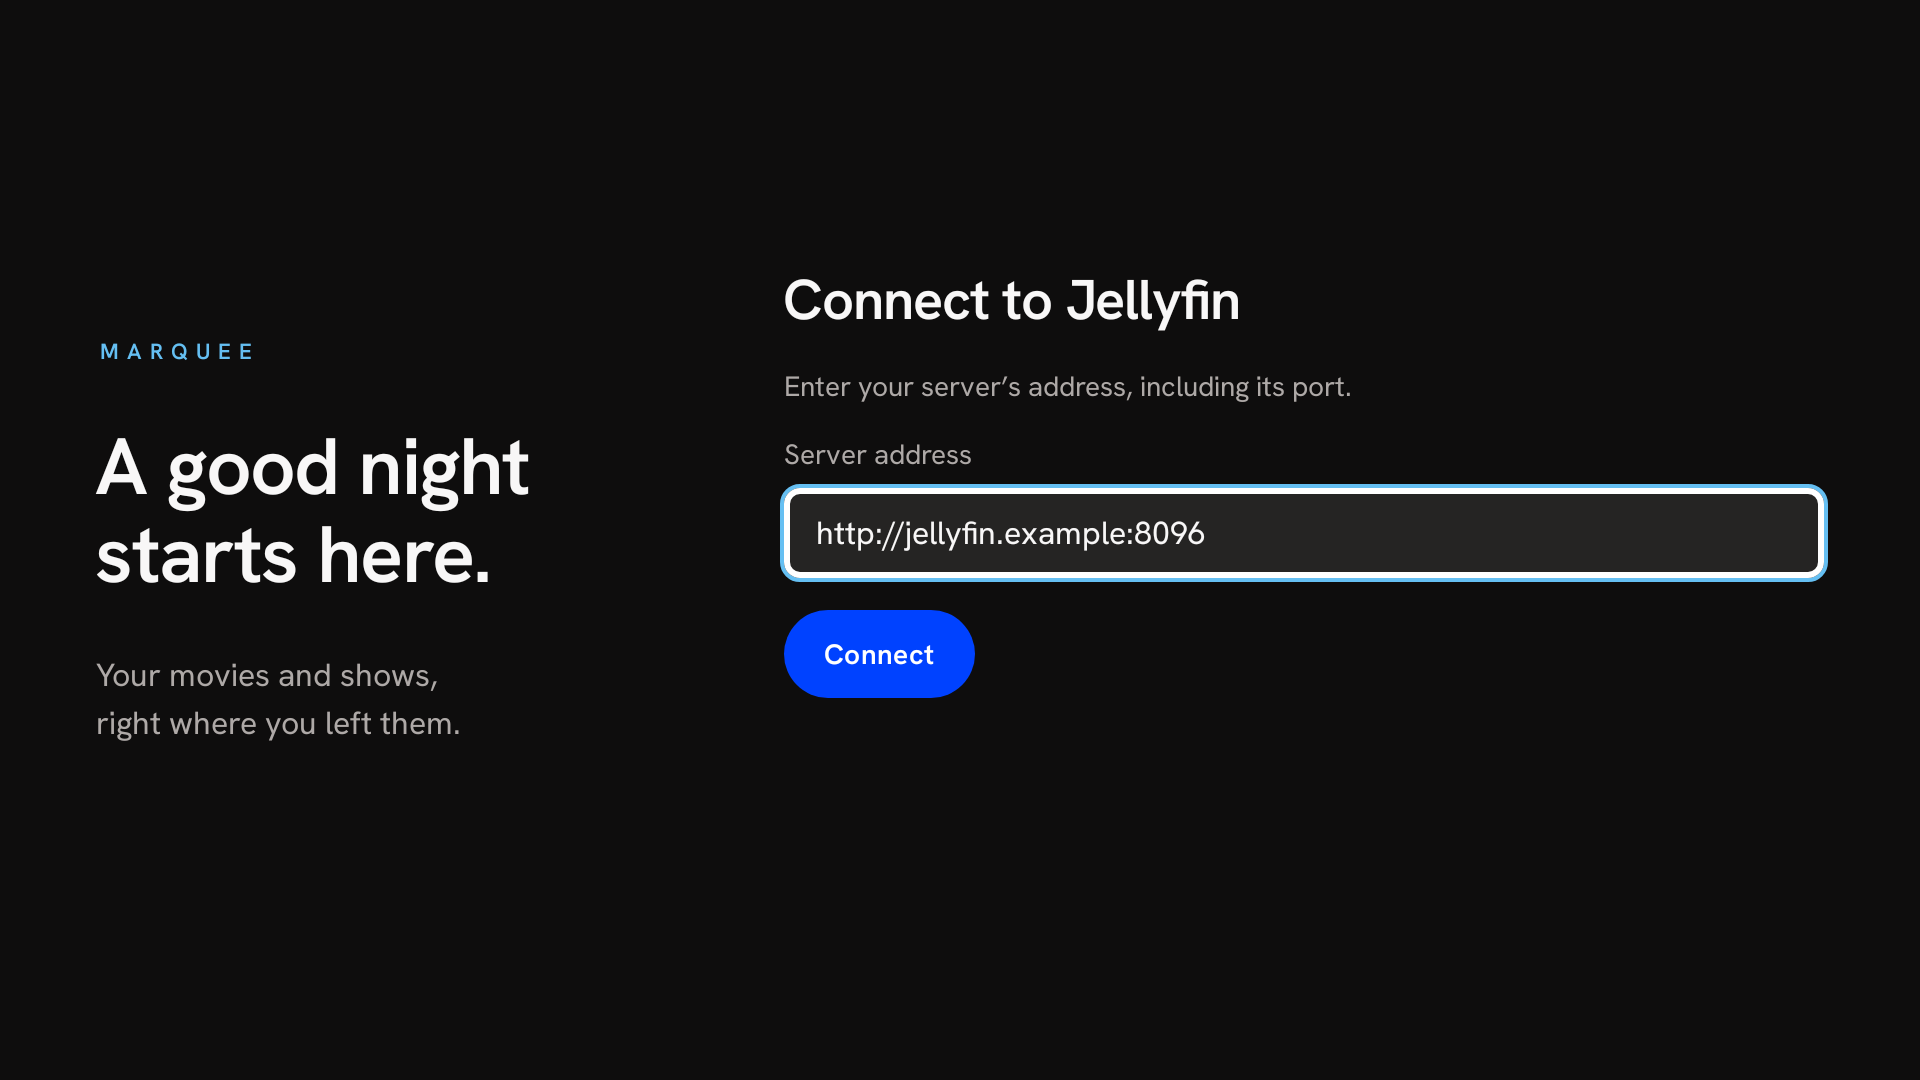 MARQUEE
A good night
starts here.
Your movies and shows,
right where you left them.
Connect to Jellyfin
Enter your server’s address, including its port.
Server address
http://jellyfin.example:8096
Connect